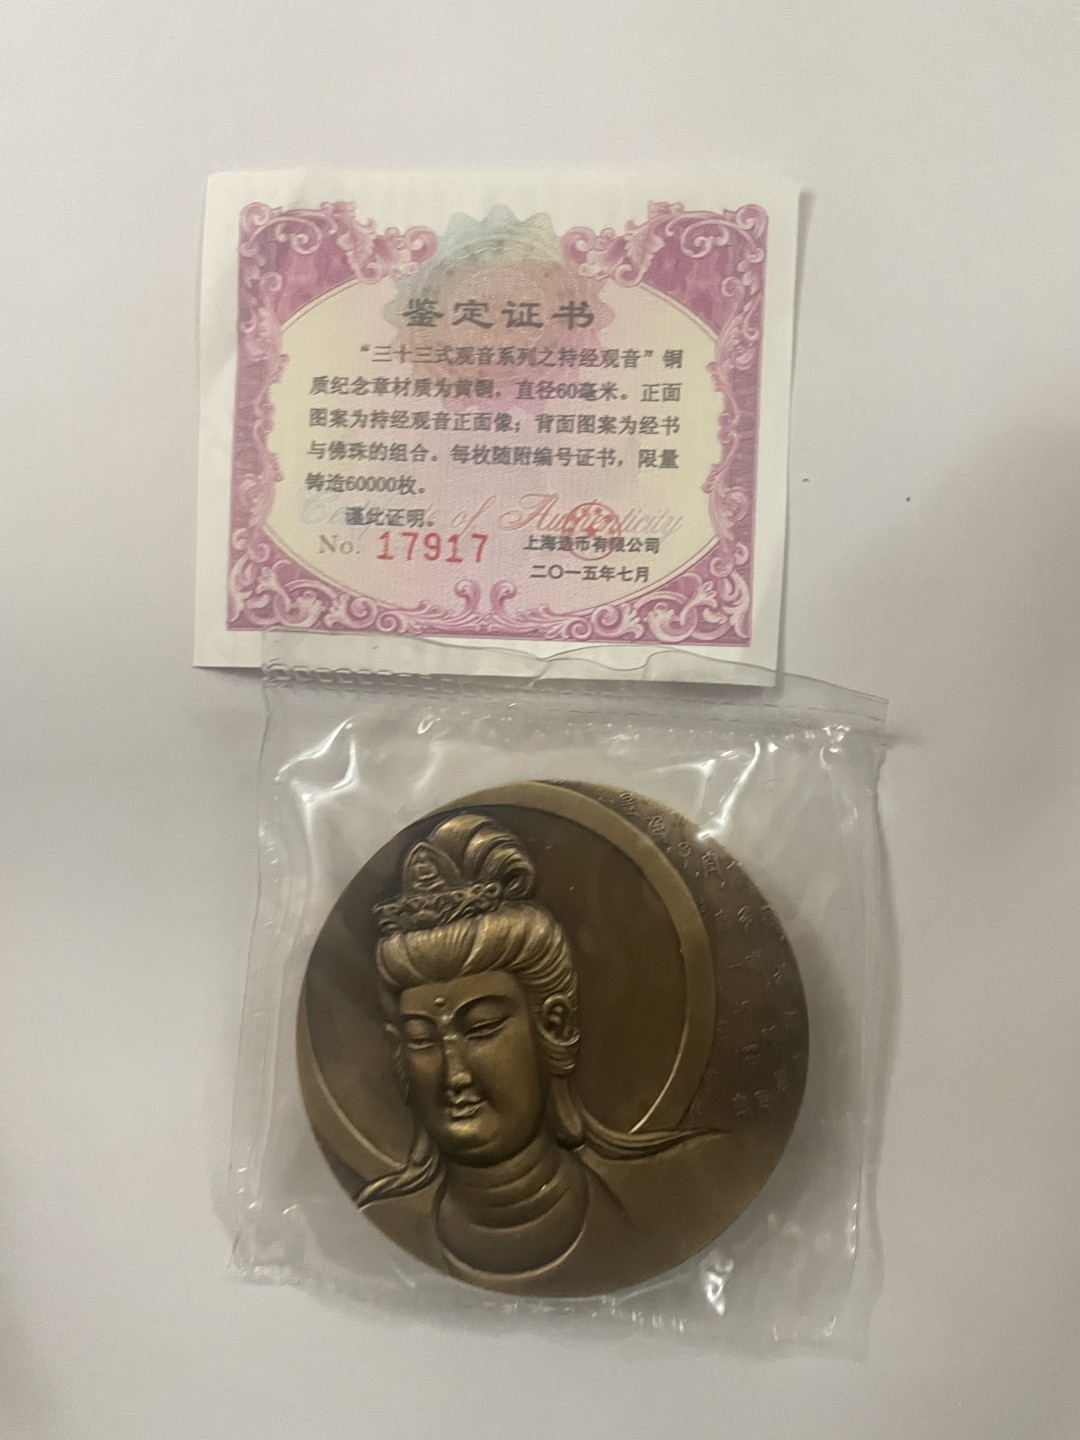 鉴定证书
“三十三式观音系列之持经观音”铜
质纪念章材质为黄铜，直径60毫米。正面
图案为持经观音正面像；背面图案为经书
与佛珠的组合。每枚随附编号证书，限量
铸造60000枚。
谨此证明。
Certificate of Authenticity
No. 17917
上海造币有限公司
二〇一五年七月